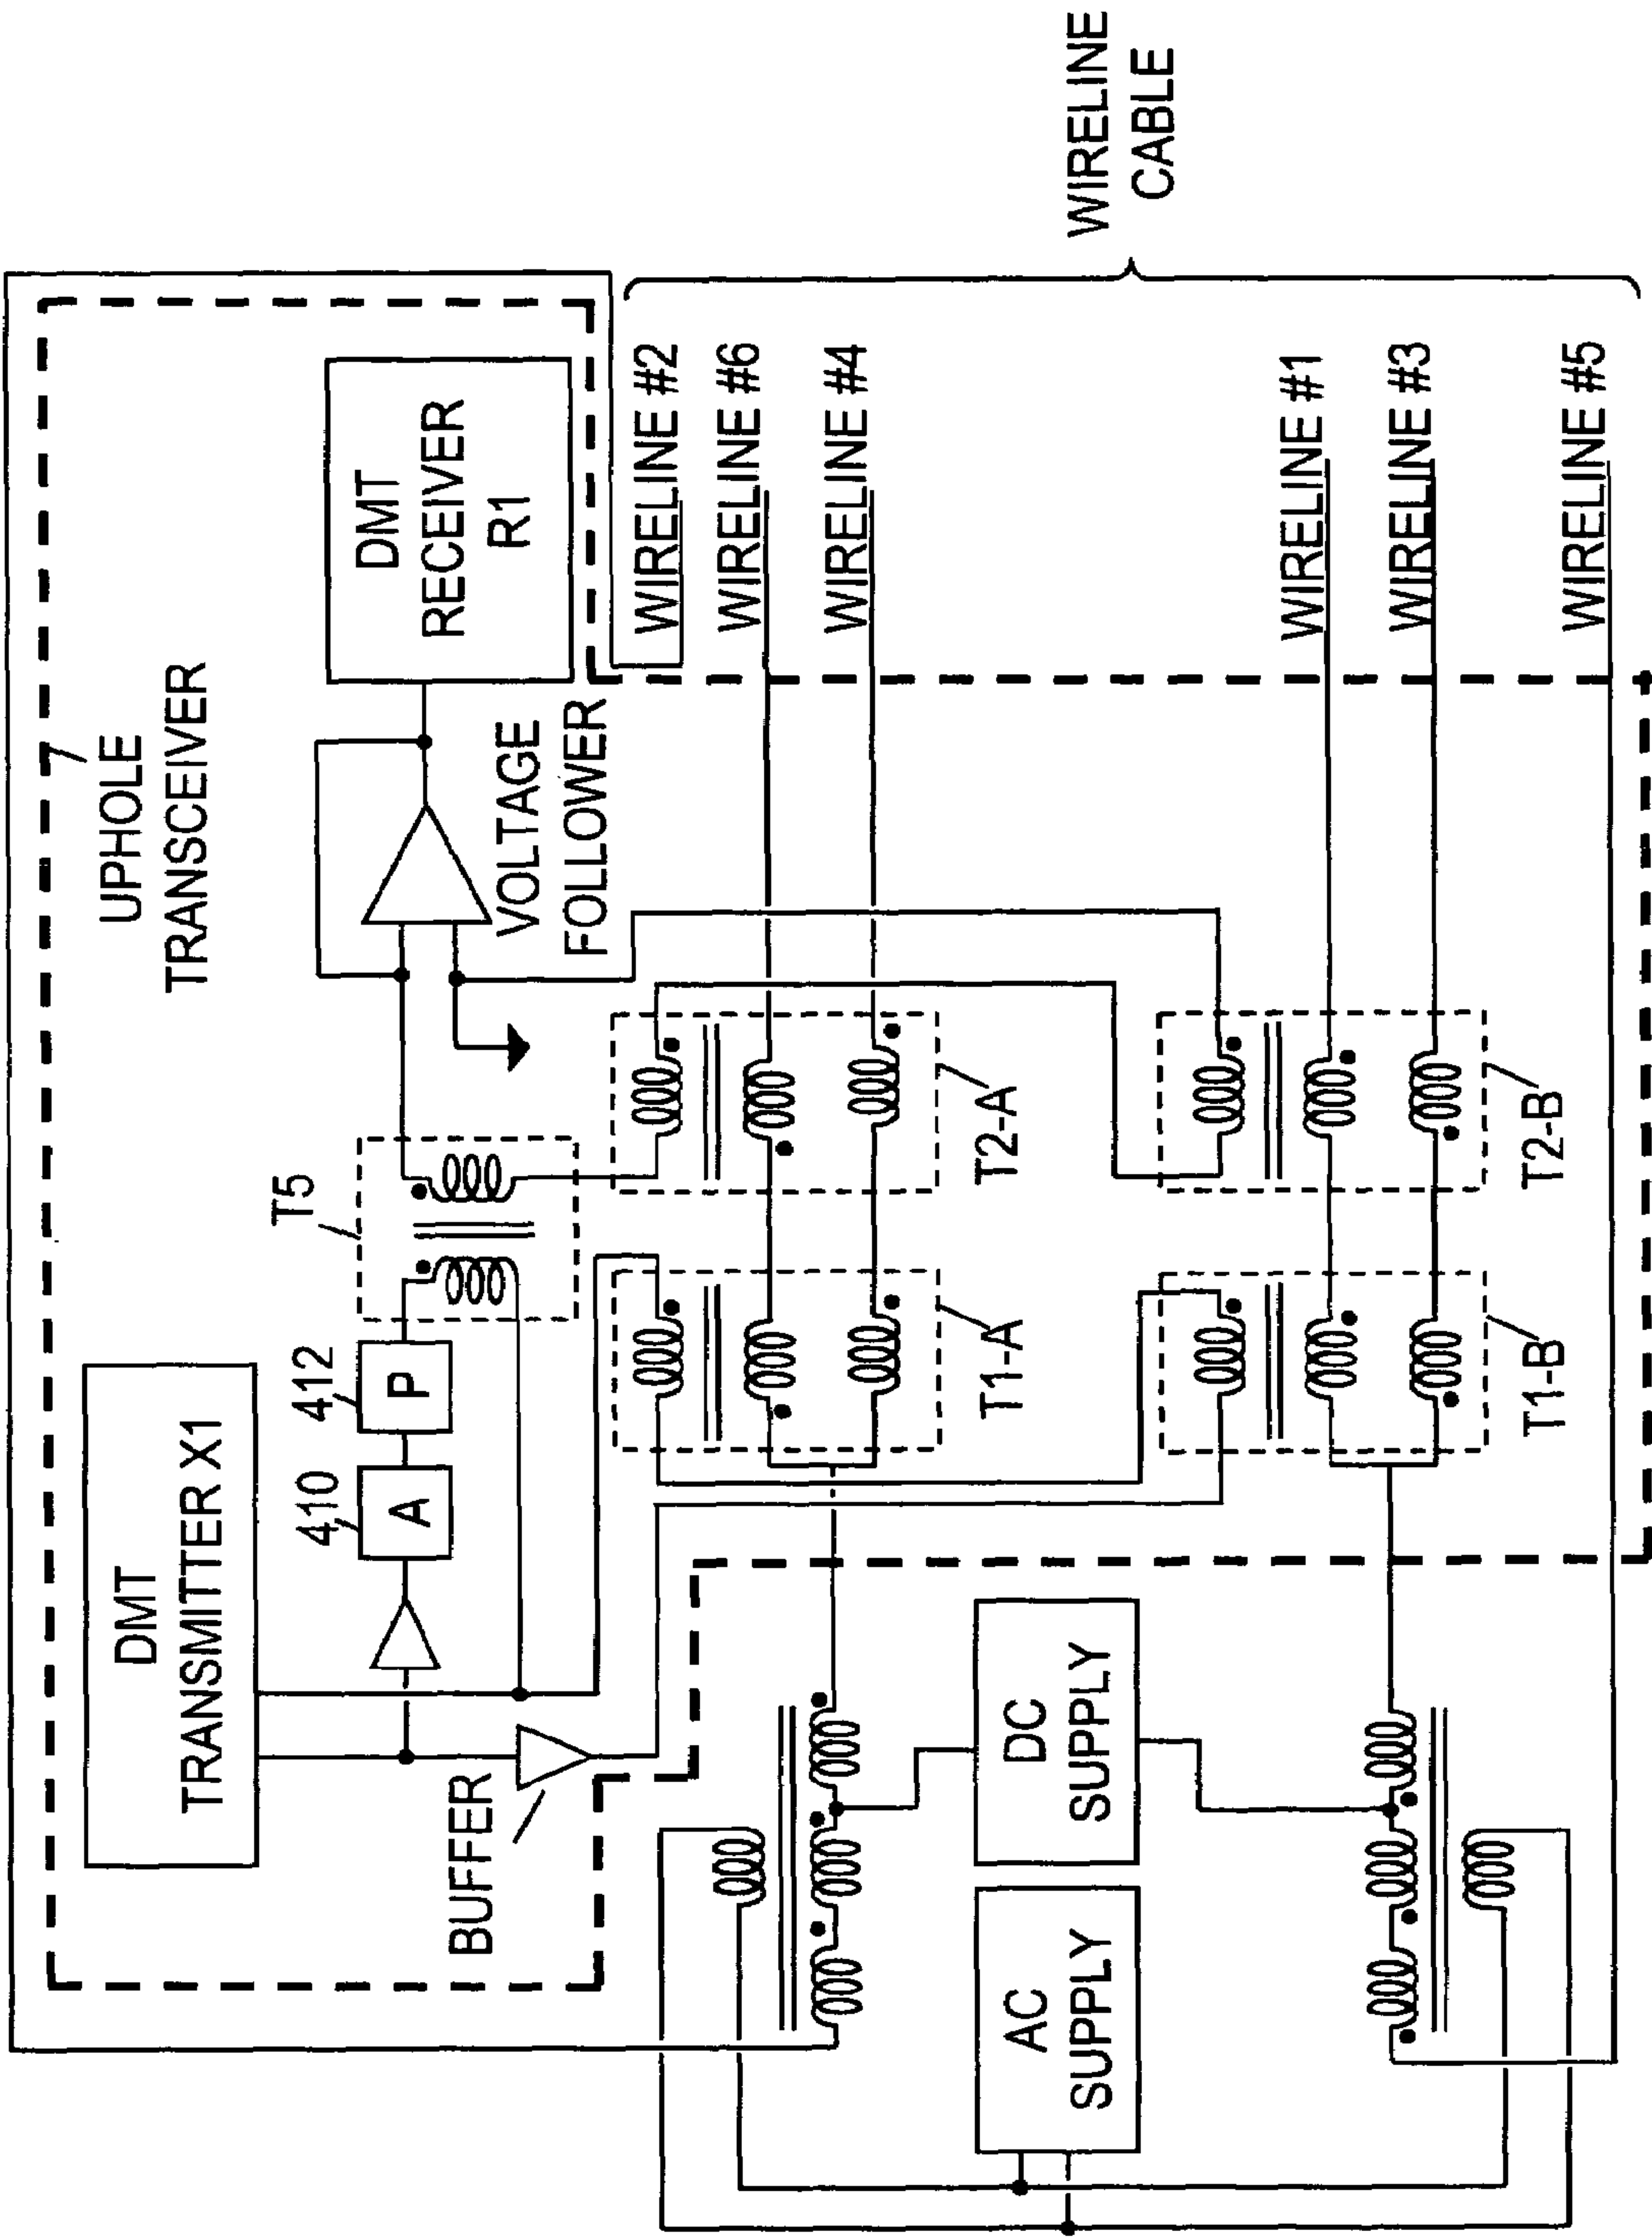 UPHOLE
TRANSCEIVER
DMT
TRANSMITTER X1
410
412
A
P
T5
DMT
RECEIVER
R1
VOLTAGE
FOLLOWER
BUFFER
WIRELINE #2
WIRELINE #6
WIRELINE #4
WIRELINE #1
WIRELINE #3
WIRELINE #5
WIRELINE
CABLE
T1-A
T2-A
T1-B
T2-B
AC
SUPPLY
DC
SUPPLY